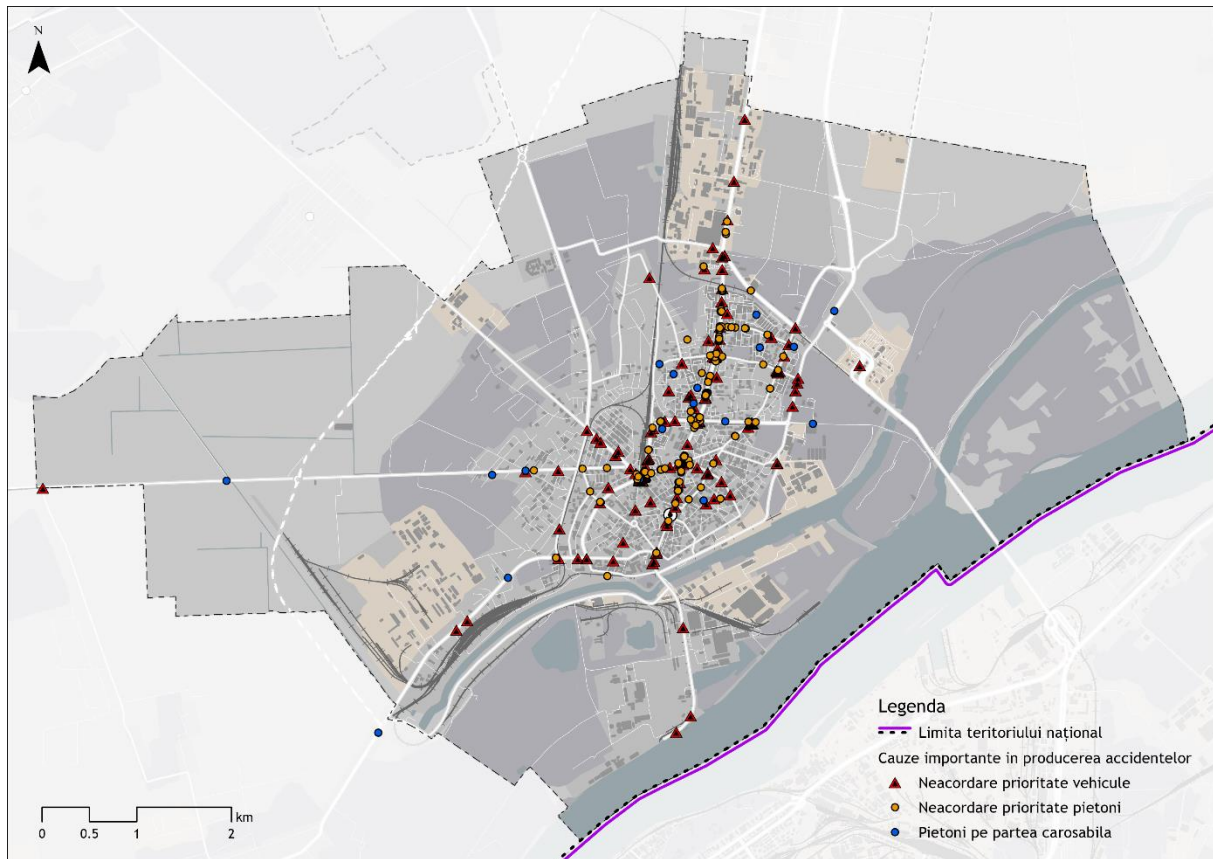 N
Legenda
Limita teritoriului național
Cauze importante in producerea accidentelor
Neacordare prioritate vehicule
Neacordare prioritate pietoni
Pietoni pe partea carosabila
km
0 0.5 1 2